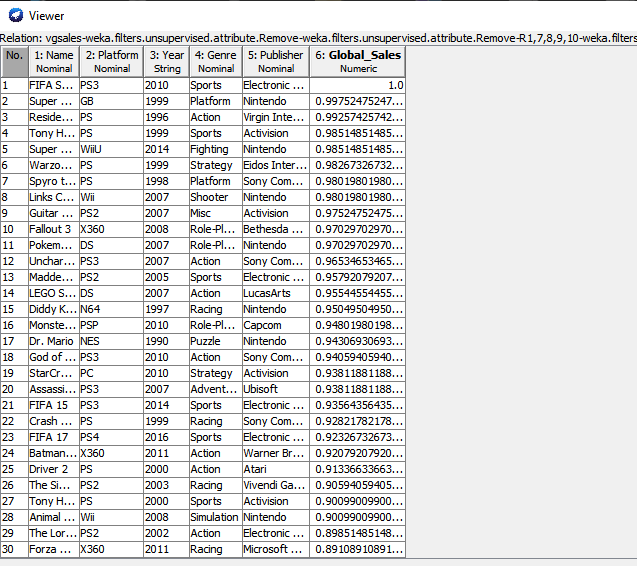 Viewer
Relation: vgsales-weka.filters.unsupervised.attribute.Remove-weka.filters.unsupervised.attribute.Remove-R1,7,8,9,10-weka.filters
No. 1: Name 2: Platform 3: Year 4: Genre 5: Publisher 6: Global_Sales
Nominal Nominal String Nominal Nominal Numeric
1 FIFA S... PS3 2010 Sports Electronic ... 1.0
2 Super ... GB 1999 Platform Nintendo 0.99752475247...
3 Reside... PS 1996 Action Virgin Inte... 0.99257425742...
4 Tony H... PS 1999 Sports Activision 0.98514851485...
5 Super ... WiiU 2014 Fighting Nintendo 0.98514851485...
6 Warzo... PS 1999 Strategy Eidos Inter... 0.98267326732...
7 Spyro t... PS 1998 Platform Sony Com... 0.98019801980...
8 Links C... Wii 2007 Shooter Nintendo 0.98019801980...
9 Guitar ... PS2 2007 Misc Activision 0.97524752475...
10 Fallout 3 X360 2008 Role-Pl... Bethesda ... 0.97029702970...
11 Pokem... DS 2007 Role-Pl... Nintendo 0.97029702970...
12 Unchar... PS3 2007 Action Sony Com... 0.96534653465...
13 Madde... PS2 2005 Sports Electronic ... 0.95792079207...
14 LEGO S... DS 2007 Action LucasArts 0.95544554455...
15 Diddy K... N64 1997 Racing Nintendo 0.95049504950...
16 Monste... PSP 2010 Role-Pl... Capcom 0.94801980198...
17 Dr. Mario NES 1990 Puzzle Nintendo 0.94306930693...
18 God of ... PS3 2010 Action Sony Com... 0.94059405940...
19 StarCr... PC 2010 Strategy Activision 0.93811881188...
20 Assassi... PS3 2007 Advent... Ubisoft 0.93811881188...
21 FIFA 15 PS3 2014 Sports Electronic ... 0.93564356435...
22 Crash ... PS 1999 Racing Sony Com... 0.92821782178...
23 FIFA 17 PS4 2016 Sports Electronic ... 0.92326732673...
24 Batman... X360 2011 Action Warner Br... 0.92079207920...
25 Driver 2 PS 2000 Action Atari 0.91336633663...
26 The Si... PS2 2003 Racing Vivendi Ga... 0.90594059405...
27 Tony H... PS 2000 Sports Activision 0.90099009900...
28 Animal ... Wii 2008 Simulation Nintendo 0.90099009900...
29 The Lor... PS2 2002 Action Electronic ... 0.89851485148...
30 Forza ... X360 2011 Racing Microsoft ... 0.89108910891...